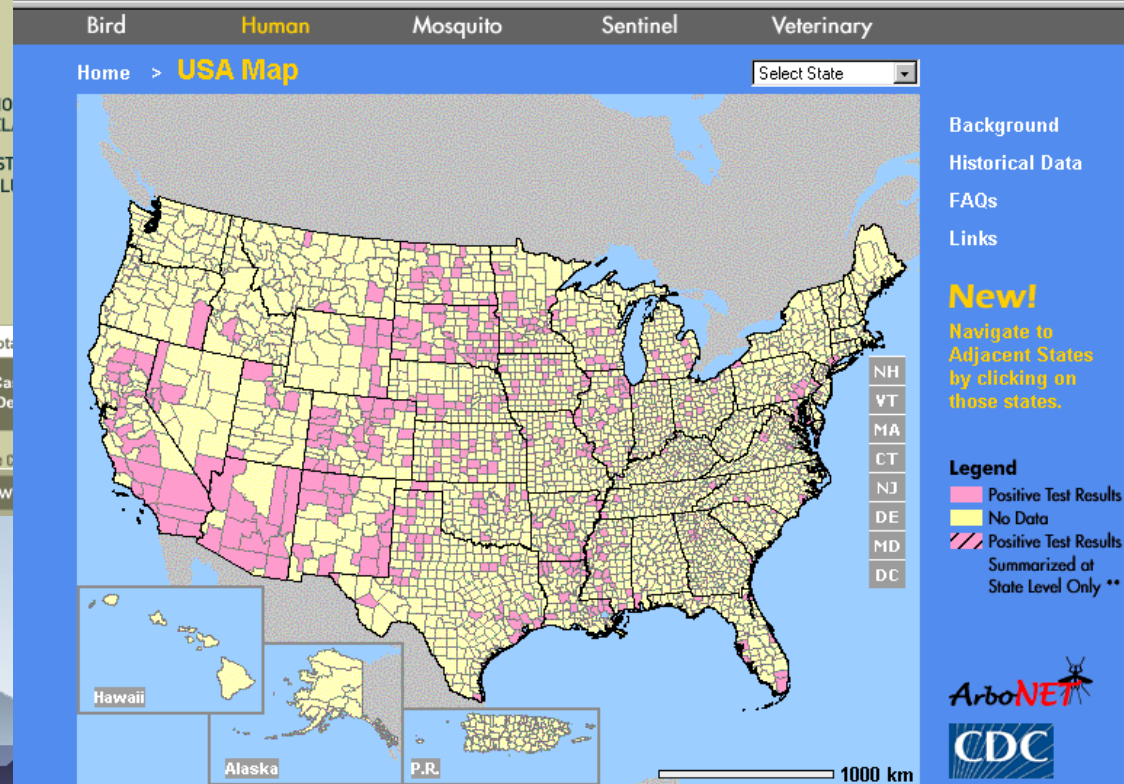 Bird Human Mosquito Sentinel Veterinary
Home > USA Map
Select State
Background
Historical Data
FAQs
Links
New!
Navigate to
Adjacent States
by clicking on
those states.
NH
VT
MA
CT
NJ
DE
MD
DC
Legend
Positive Test Results
No Data
Positive Test Results
Summarized at
State Level Only **
Hawaii
Alaska
P.R.
1000 km
ArboNET
CDC